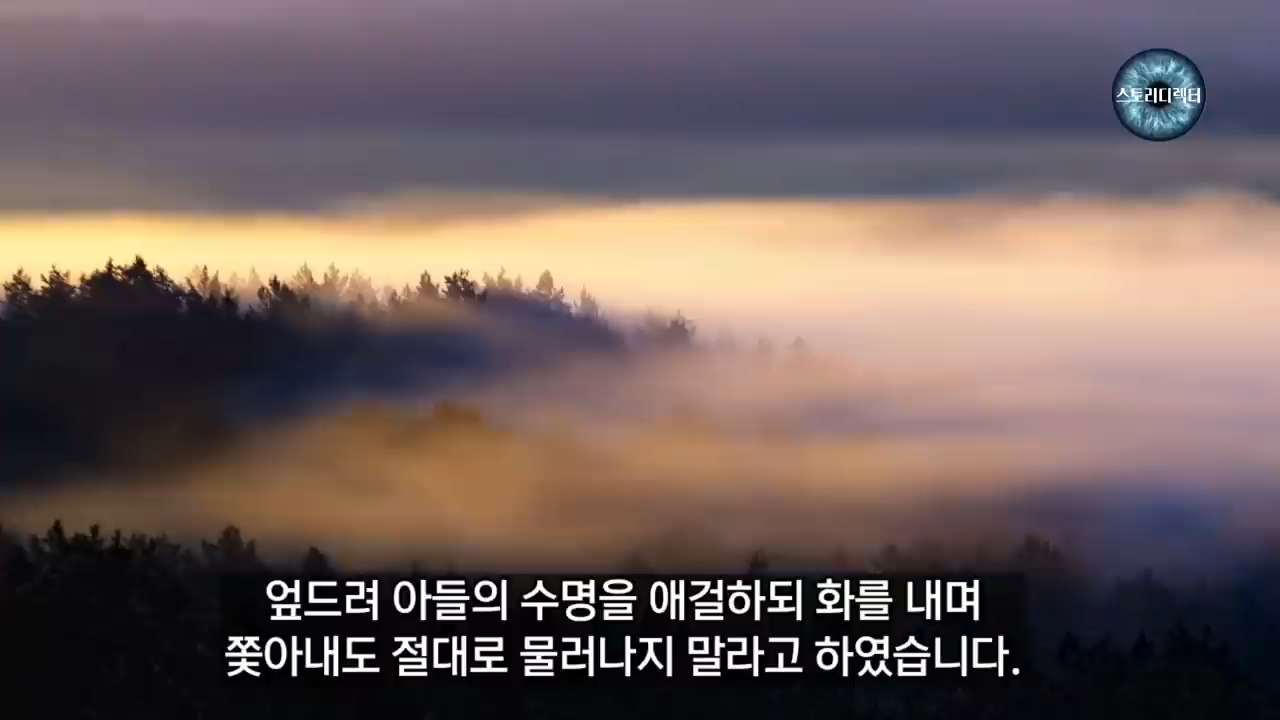 스토리디렉터
엎드려 아들의 수명을 애걸하되 화를 내며
쫓아내도 절대로 물러나지 말라고 하였습니다.